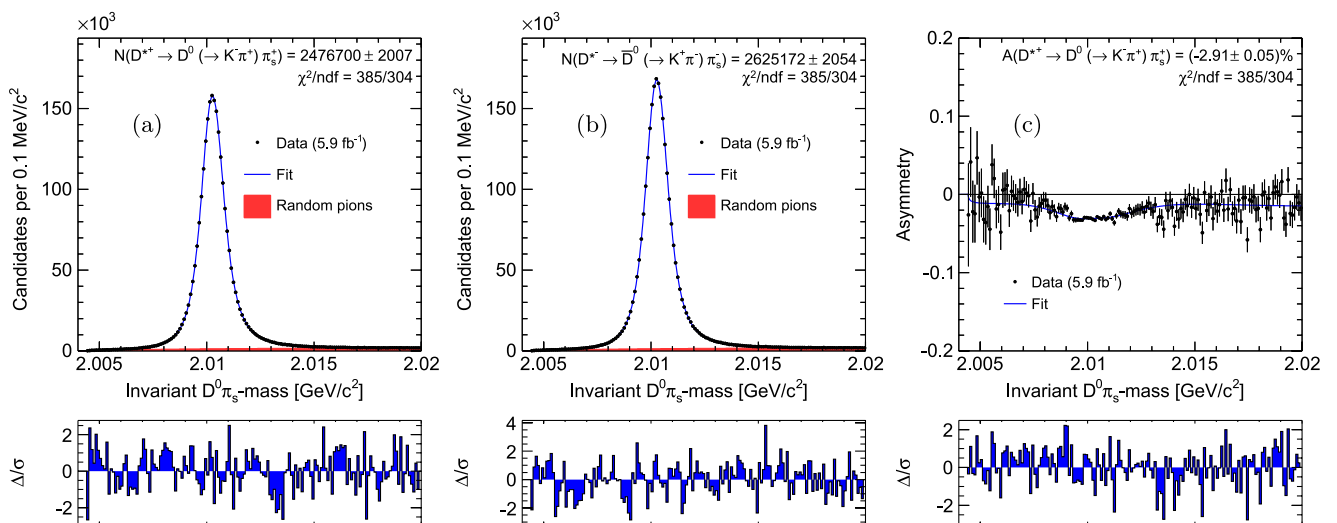 ×10³
N(D*⁺ → D⁰ (→ K⁻π⁺) πₛ⁺) = 2476700 ± 2007
χ²/ndf = 385/304
(a)
Data (5.9 fb⁻¹)
Fit
Random pions
Candidates per 0.1 MeV/c²
150
100
50
0
2.005 2.01 2.015 2.02
Invariant D⁰πₛ-mass [GeV/c²]
Δ/σ
2
0
−2
×10³
N(D*⁻ → D̅⁰ (→ K⁺π⁻) πₛ⁻) = 2625172 ± 2054
χ²/ndf = 385/304
(b)
Data (5.9 fb⁻¹)
Fit
Random pions
Candidates per 0.1 MeV/c²
150
100
50
0
2.005 2.01 2.015 2.02
Invariant D⁰πₛ-mass [GeV/c²]
Δ/σ
4
2
0
−2
A(D*⁺ → D⁰ (→ K⁻π⁺) πₛ⁺) = (-2.91± 0.05)%
χ²/ndf = 385/304
(c)
Data (5.9 fb⁻¹)
Fit
Asymmetry
0.2
0.1
0
−0.1
−0.2
2.005 2.01 2.015 2.02
Invariant D⁰πₛ-mass [GeV/c²]
Δ/σ
2
0
−2